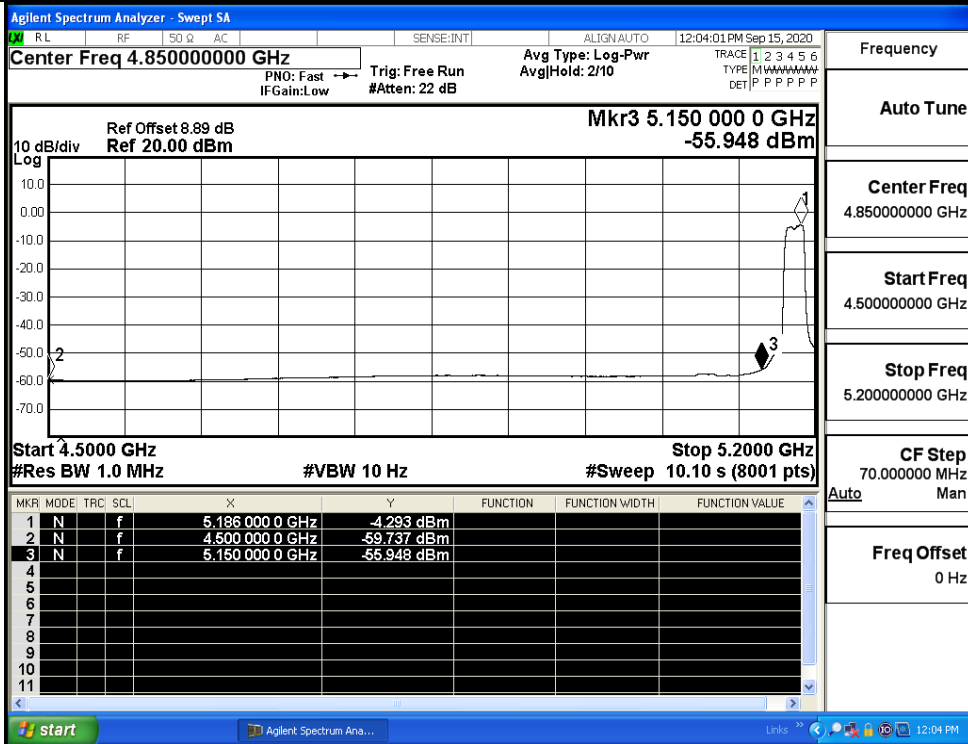 Agilent Spectrum Analyzer - Swept SA
LXI RL RF 50 Ω AC SENSE:INT ALIGN AUTO 12:04:01 PM Sep 15, 2020
Center Freq 4.850000000 GHz
PNO: Fast
IFGain:Low
Trig: Free Run
#Atten: 22 dB
Avg Type: Log-Pwr
Avg|Hold: 2/10
TRACE 1 2 3 4 5 6
TYPE M WWWWW
DET P P P P P P
Mkr3 5.150 000 0 GHz
-55.948 dBm
Ref Offset 8.89 dB
10 dB/div Ref 20.00 dBm
Log
10.0
0.00
-10.0
-20.0
-30.0
-40.0
-50.0
-60.0
-70.0
1
2
3
Start 4.5000 GHz Stop 5.2000 GHz
#Res BW 1.0 MHz #VBW 10 Hz #Sweep 10.10 s (8001 pts)
MKR MODE TRC SCL X Y FUNCTION FUNCTION WIDTH FUNCTION VALUE
1 N f 5.186 000 0 GHz -4.293 dBm
2 N f 4.500 000 0 GHz -59.737 dBm
3 N f 5.150 000 0 GHz -55.948 dBm
4
5
6
7
8
9
10
11
Frequency
Auto Tune
Center Freq
4.850000000 GHz
Start Freq
4.500000000 GHz
Stop Freq
5.200000000 GHz
CF Step
70.000000 MHz
Auto Man
Freq Offset
0 Hz
start Agilent Spectrum Ana... Links 12:04 PM